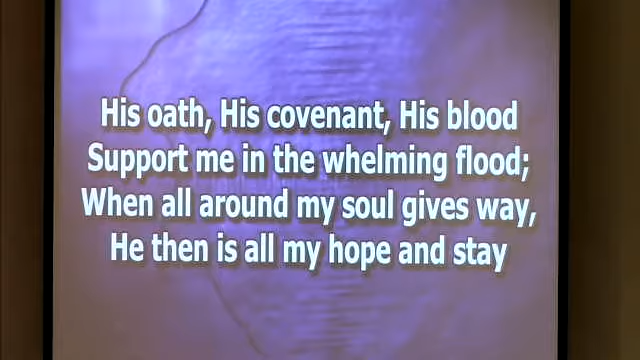 His oath, His covenant, His blood
Support me in the whelming flood;
When all around my soul gives way,
He then is all my hope and stay